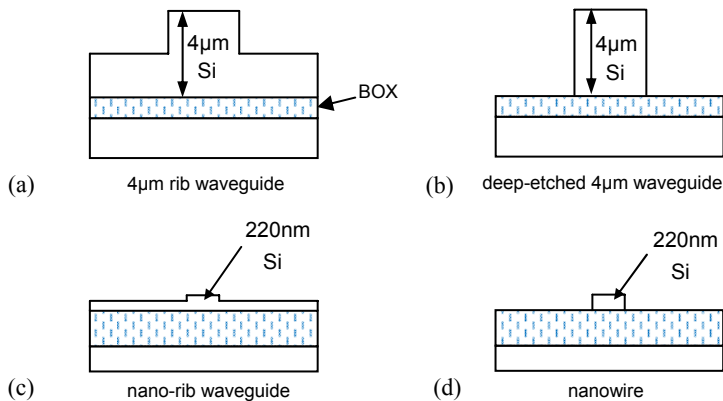 4µm
Si
BOX
(a)
4µm rib waveguide
4µm
Si
(b)
deep-etched 4µm waveguide
220nm
Si
(c)
nano-rib waveguide
220nm
Si
(d)
nanowire